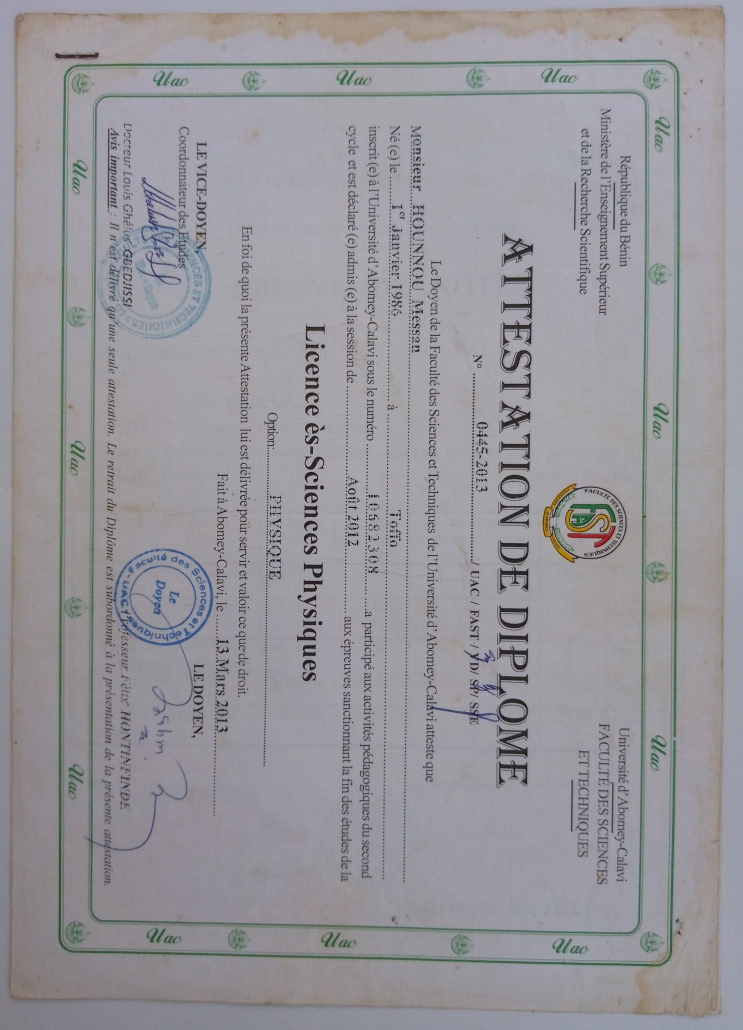 République du Bénin
Ministère de l'Enseignement Supérieur
et de la Recherche Scientifique
FACULTE DES SCIENCES ET TECHNIQUES
FAST
Université d'Abomey-Calavi
FACULTÉ DES SCIENCES
ET TECHNIQUES
ATTESTATION DE DIPLOME
N° 0445-2013 / UAC / FAST / VD/ SP/ SSE
Le Doyen de la Faculté des Sciences et Techniques de l'Université d'Abomey-Calavi atteste que
Monsieur HOUNNOU Messan
Né (e) le 1er Janvier 1986 à Toffo
inscrit (e) à l'Université d'Abomey-Calavi sous le numéro 10682308 a participé aux activités pédagogiques du second
cycle et est déclaré (e) admis (e) à la session de Août 2012 aux épreuves sanctionnant la fin des études de la
Licence ès-Sciences Physiques
Option: PHYSIQUE
En foi de quoi la présente Attestation lui est délivrée pour servir et valoir ce que de droit.
Fait à Abomey-Calavi, le 13 Mars 2013
LE VICE-DOYEN,
Coordonnateur des Etudes
LE DOYEN,
Faculté des Sciences et Techniques
UAC
Le
Doyen
Docteur Louis Ghélus GBEDJISSI
Professeur Félix HONTINFINDE
Avis important : Il n'est délivré qu'une seule attestation. Le retrait du Diplôme est subordonné à la présentation de la présente attestation.
Uac Uac Uac
Uac Uac Uac
Uac Uac Uac
Uac Uac Uac